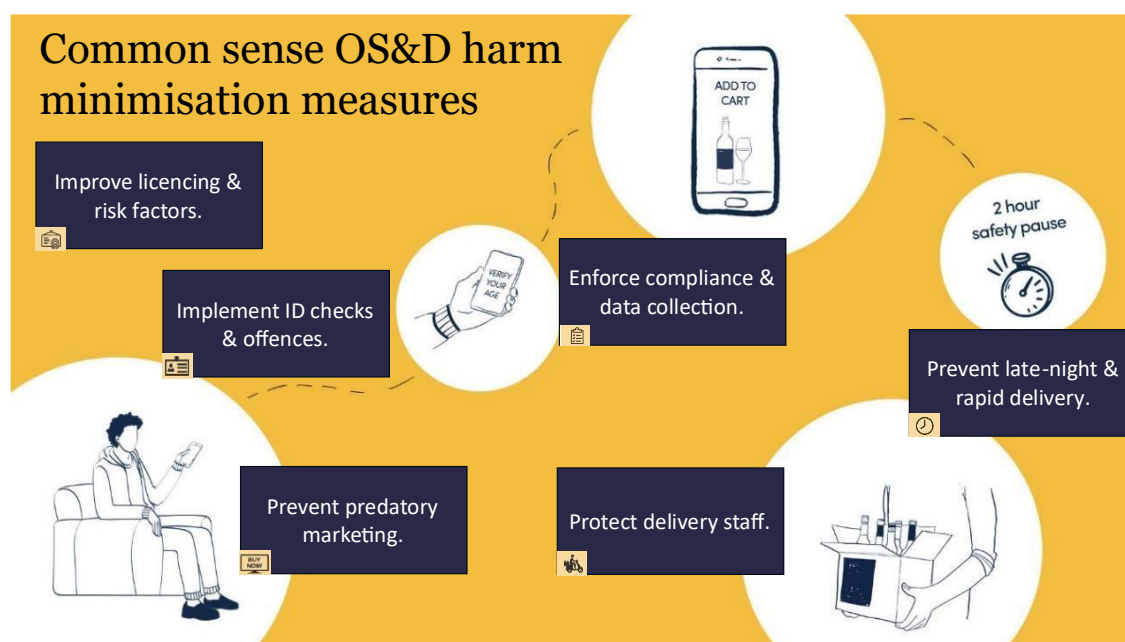 Common sense OS&D harm
minimisation measures
ADD TO
CART
Improve licencing &
risk factors.
2 hour
safety pause
VERIFY
YOUR
AGE
Enforce compliance &
data collection.
Implement ID checks
& offences.
Prevent late-night &
rapid delivery.
Prevent predatory
marketing.
BUY
NOW
Protect delivery staff.